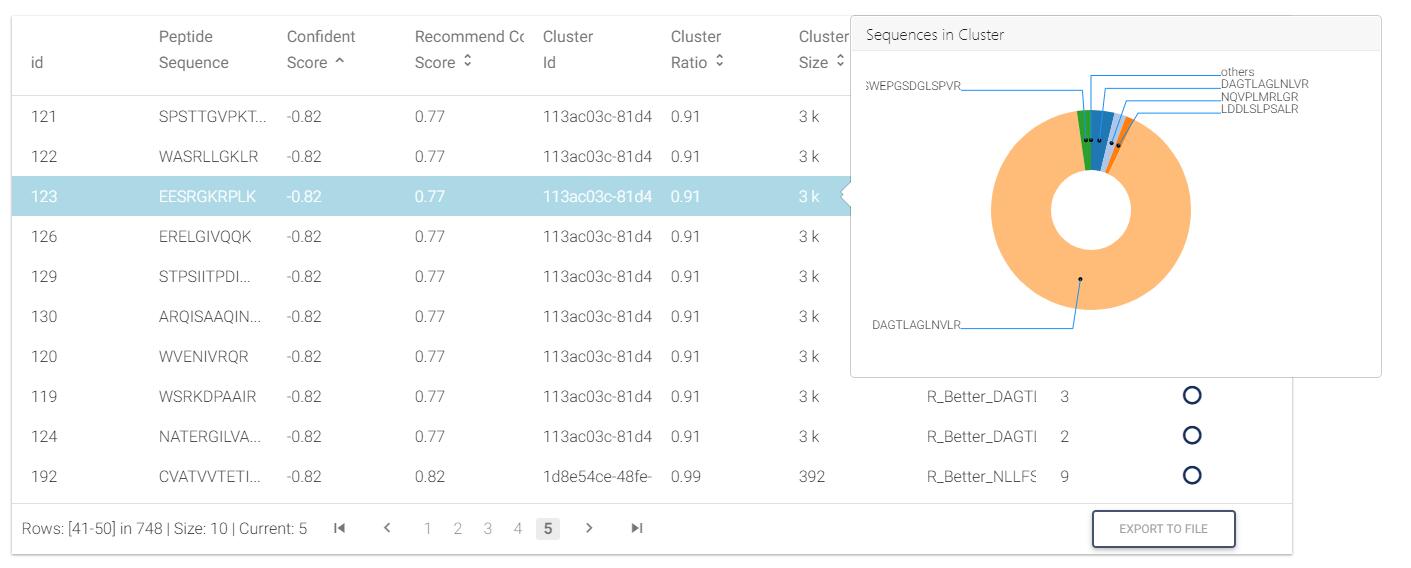 id
Peptide
Sequence
Confident
Score
Recommend Co
Score
Cluster
Id
Cluster
Ratio
Cluster
Size
121 SPSTTGVPKT... -0.82 0.77 113ac03c-81d4 0.91 3 k
122 WASRLLGKLR -0.82 0.77 113ac03c-81d4 0.91 3 k
123 EESRGKRPLK -0.82 0.77 113ac03c-81d4 0.91 3 k
126 ERELGIVQQK -0.82 0.77 113ac03c-81d4 0.91 3 k
129 STPSIITPDI... -0.82 0.77 113ac03c-81d4 0.91 3 k
130 ARQISAAQIN... -0.82 0.77 113ac03c-81d4 0.91 3 k
120 WVENIVRQR -0.82 0.77 113ac03c-81d4 0.91 3 k
119 WSRKDPAAIR -0.82 0.77 113ac03c-81d4 0.91 3 k R_Better_DAGTL 3
124 NATERGILVA... -0.82 0.77 113ac03c-81d4 0.91 3 k R_Better_DAGTL 2
192 CVATVVTETI... -0.82 0.82 1d8e54ce-48fe- 0.99 392 R_Better_NLLFS 9
Rows: [41-50] in 748 | Size: 10 | Current: 5 1 2 3 4 5
EXPORT TO FILE
Sequences in Cluster
others
DAGTLAGLNLVR
NQVPLMRLGR
LDDLSLPSALR
WEPGSDGLSPVR
DAGTLAGLNVLR